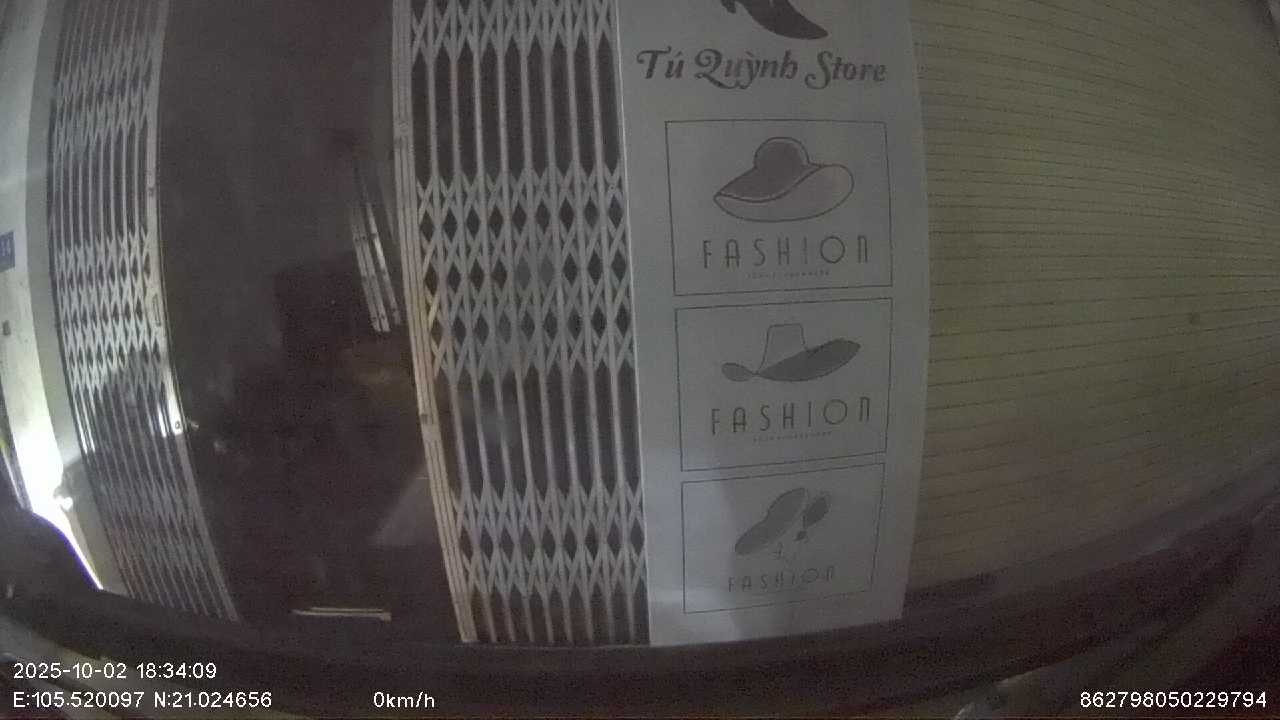 Tú Quỳnh Store
FASHION
FASHION
FASHION
2025-10-02 18:34:09
E:105.520097 N:21.024656
0km/h
862798050229794